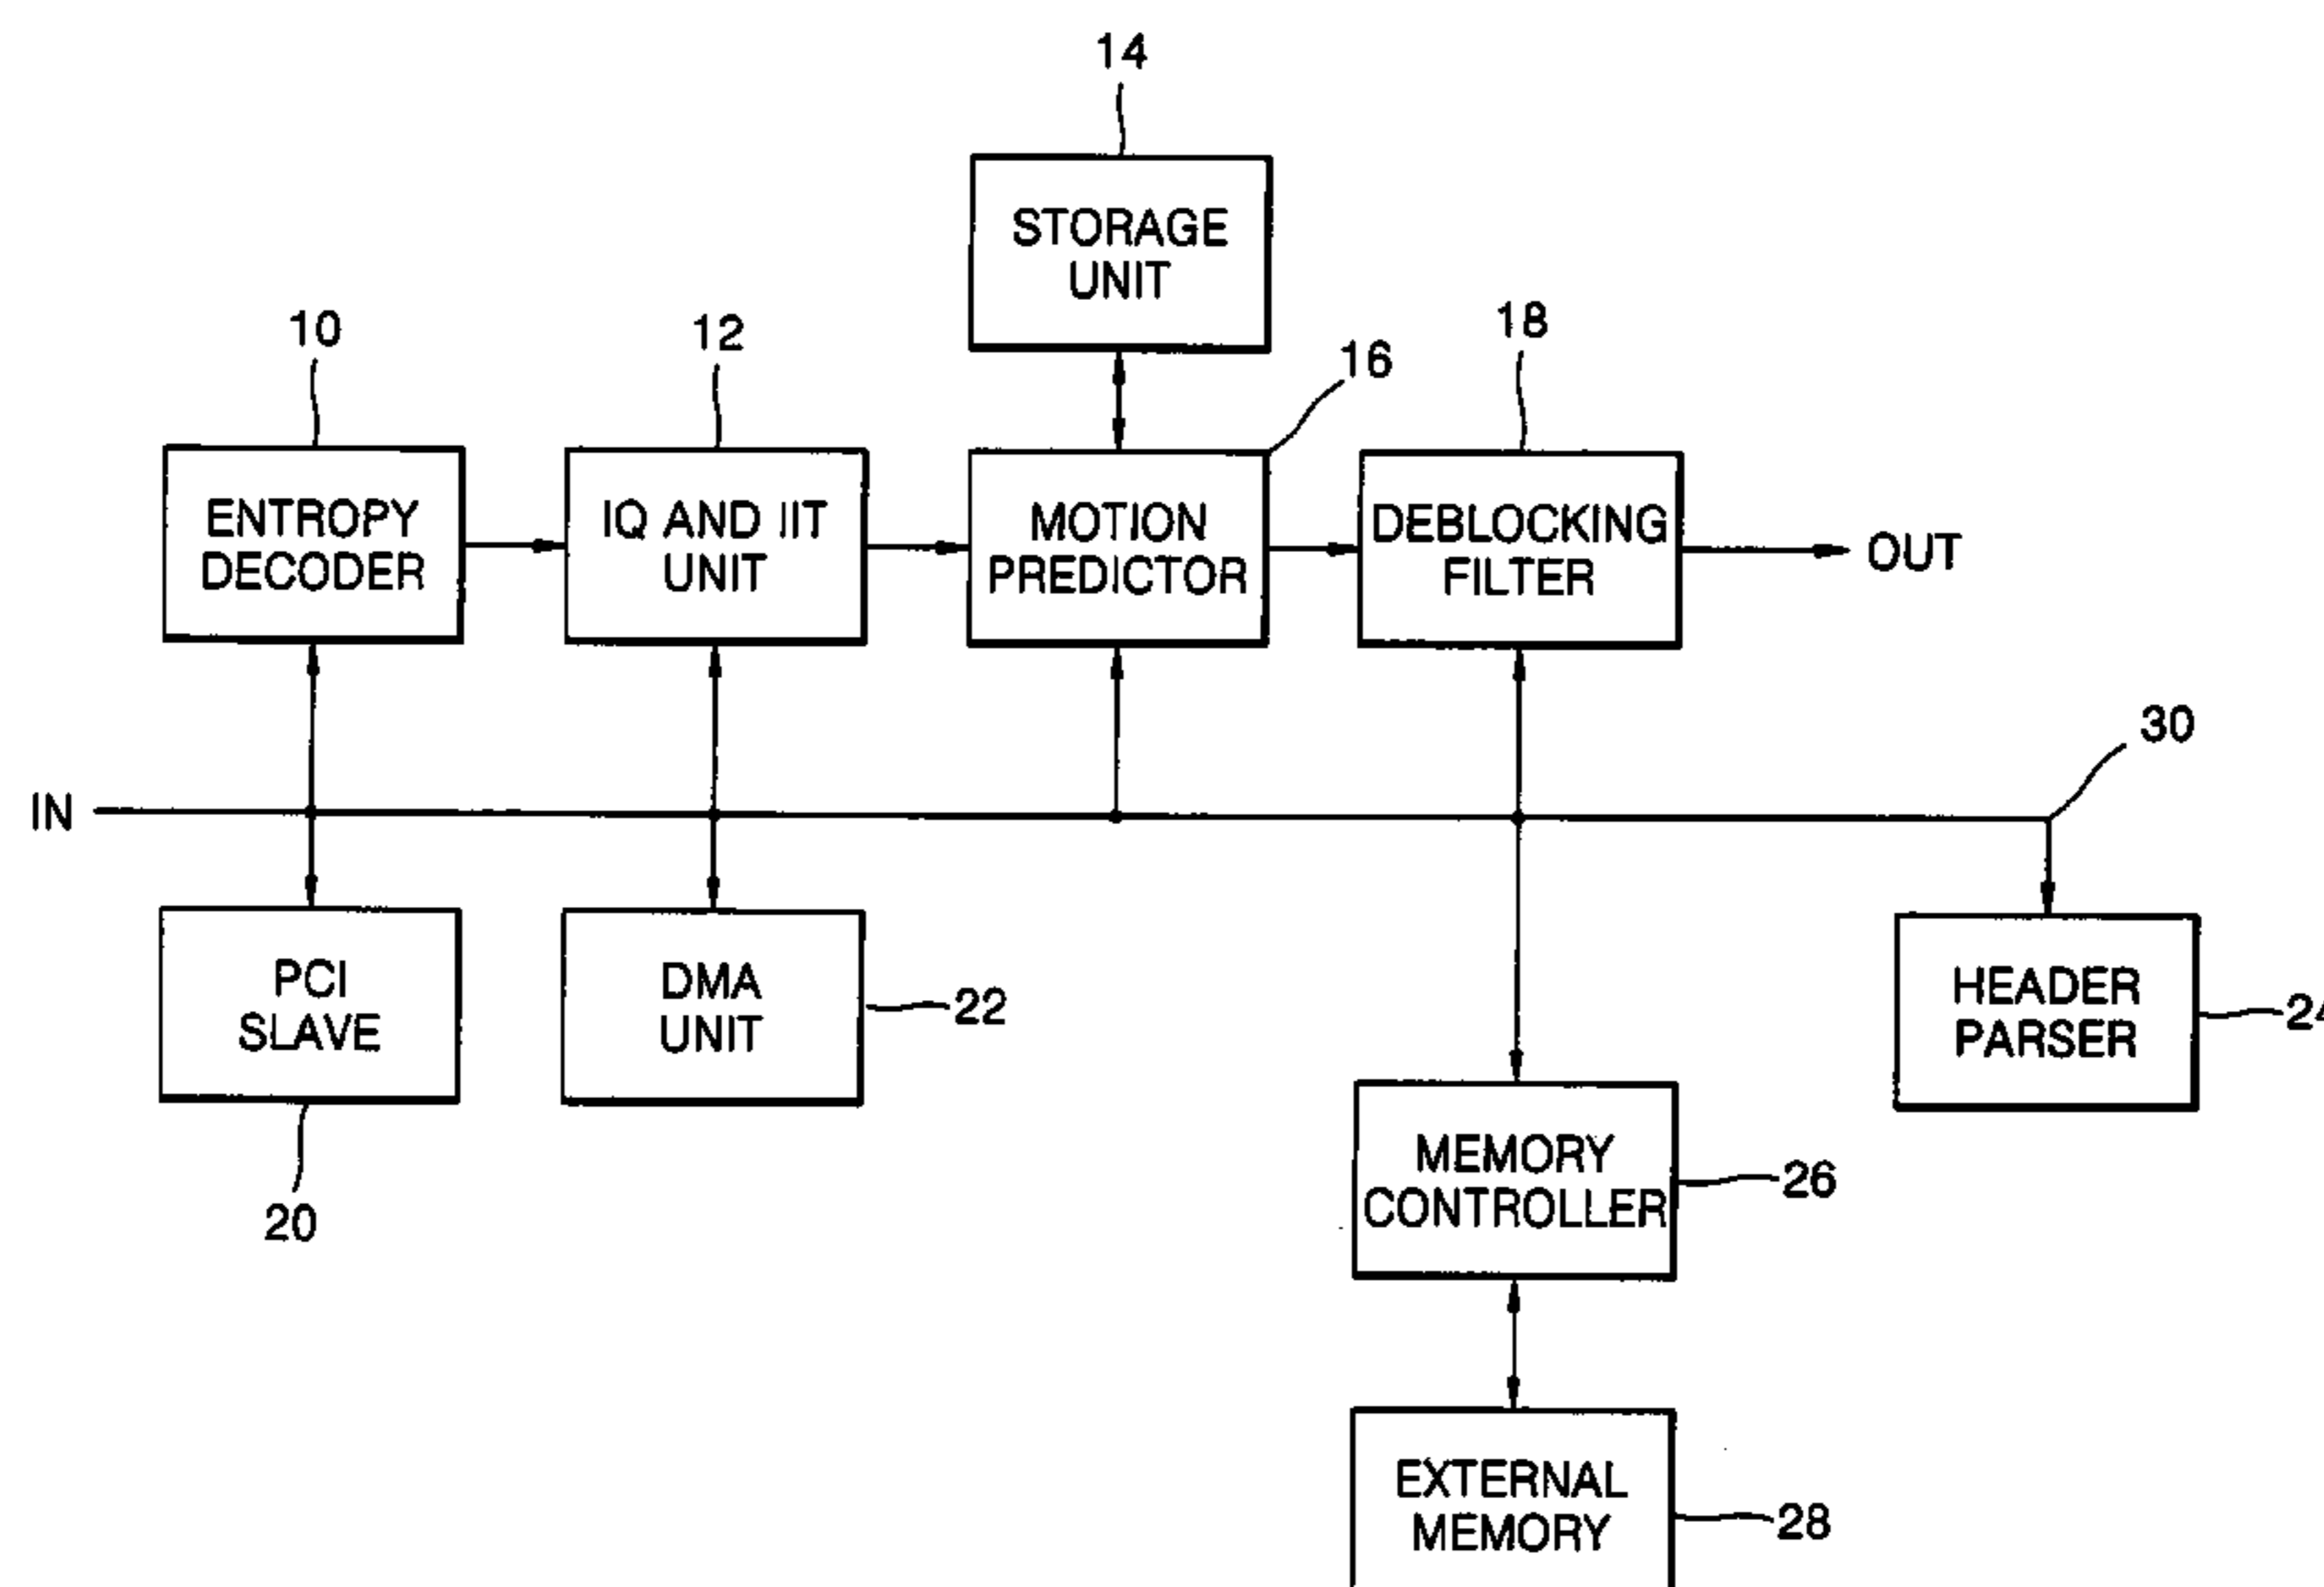 14
STORAGE
UNIT
10
12
16
18
ENTROPY
DECODER
IQ AND IIT
UNIT
MOTION
PREDICTOR
DEBLOCKING
FILTER
OUT
30
IN
PCI
SLAVE
DMA
UNIT
22
HEADER
PARSER
24
20
MEMORY
CONTROLLER
26
EXTERNAL
MEMORY
28